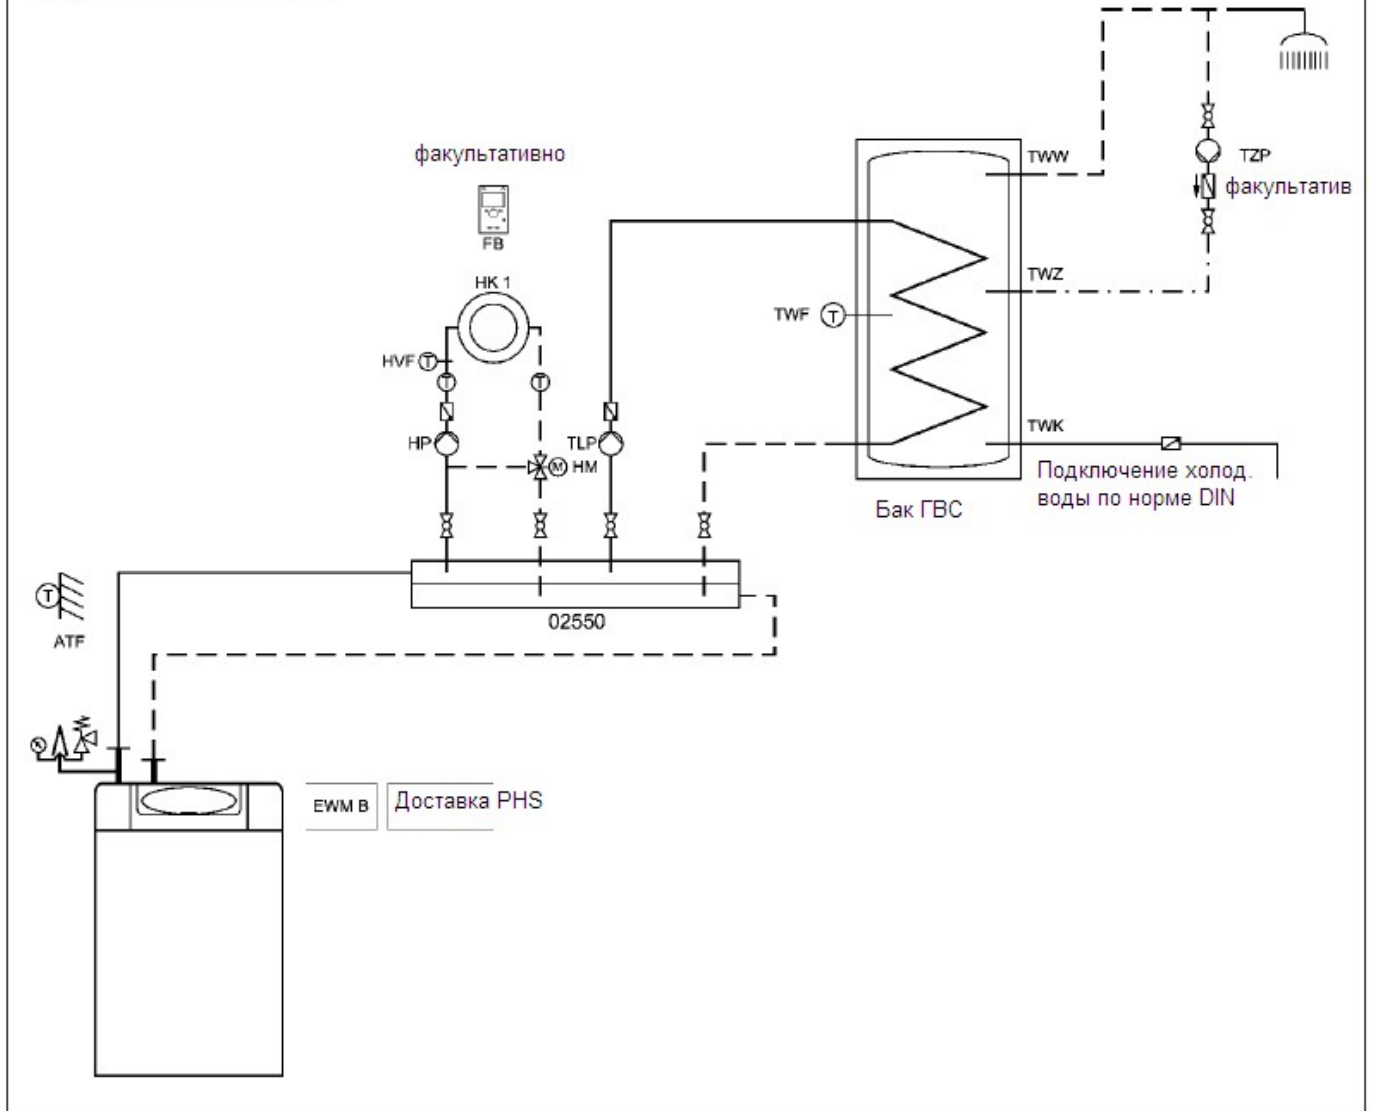 TWW
TZP
факультатив
факультативно
FB
HK 1
TWZ
TWF
T
HVF
T
T
T
HP
TLP
M
HM
TWK
Подключение холод.
воды по норме DIN
Бак ГВС
T
ATF
02550
EWM B
Доставка PHS